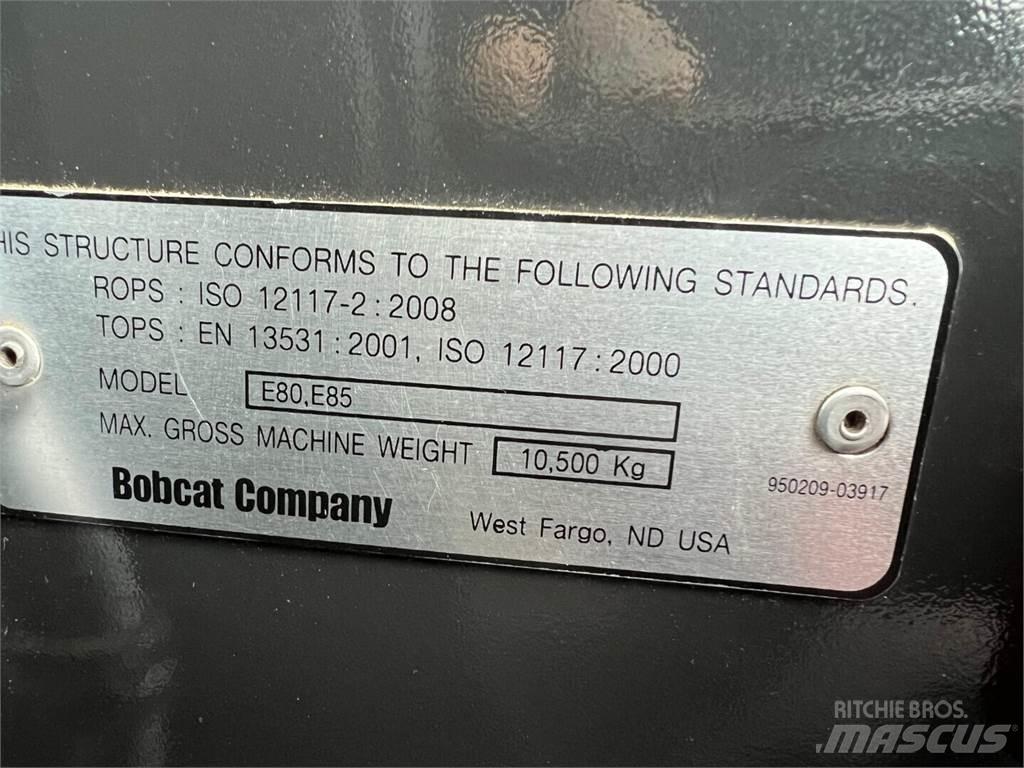 HIS STRUCTURE CONFORMS TO THE FOLLOWING STANDARDS.
ROPS : ISO 12117-2 : 2008
TOPS : EN 13531 : 2001, ISO 12117 : 2000
MODEL E80,E85
MAX. GROSS MACHINE WEIGHT 10,500 Kg
950209-03917
Bobcat Company West Fargo, ND USA
RITCHIE BROS.
MASCUS